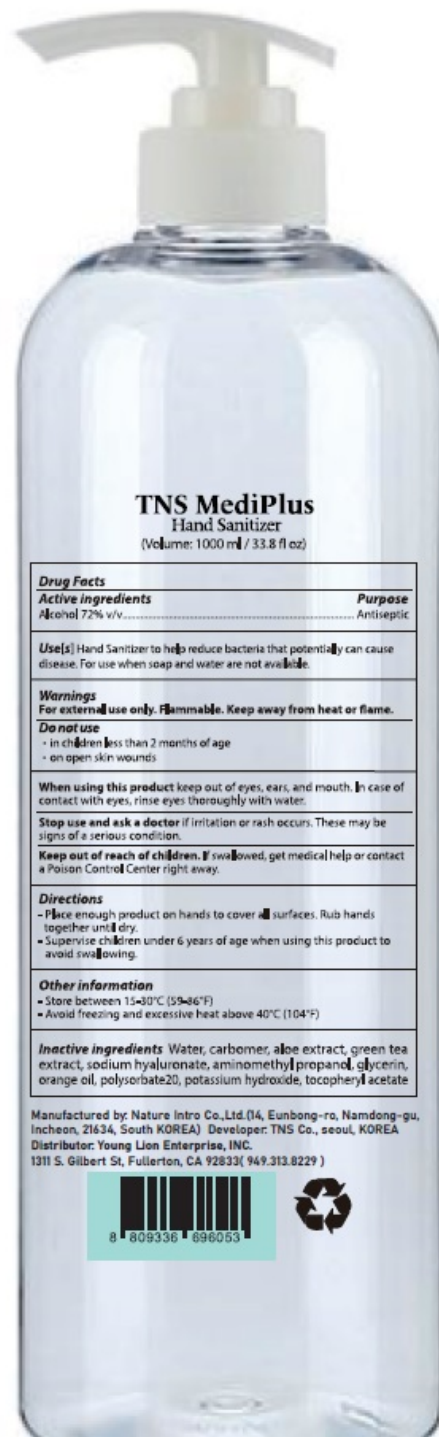 TNS MediPlus
Hand Sanitizer
(Volume: 1000 ml / 33.8 fl oz)
Drug Facts
Active ingredients Purpose
Alcohol 72% v/v........................................................ Antiseptic
Use[s] Hand Sanitizer to help reduce bacteria that potentially can cause
disease. For use when soap and water are not available.
Warnings
For external use only. Flammable. Keep away from heat or flame.
Do not use
- in children less than 2 months of age
- on open skin wounds
When using this product keep out of eyes, ears, and mouth. In case of
contact with eyes, rinse eyes thoroughly with water.
Stop use and ask a doctor if irritation or rash occurs. These may be
signs of a serious condition.
Keep out of reach of children. If swallowed, get medical help or contact
a Poison Control Center right away.
Directions
- Place enough product on hands to cover all surfaces. Rub hands
together until dry.
- Supervise children under 6 years of age when using this product to
avoid swallowing.
Other information
- Store between 15-30°C (59-86°F)
- Avoid freezing and excessive heat above 40°C (104°F)
Inactive ingredients Water, carbomer, aloe extract, green tea
extract, sodium hyaluronate, aminomethyl propanol, glycerin,
orange oil, polysorbate20, potassium hydroxide, tocopheryl acetate
Manufactured by: Nature Intro Co.,Ltd.(14, Eunbong-ro, Namdong-gu,
Incheon, 21634, South KOREA) Developer: TNS Co., seoul, KOREA
Distributor: Young Lion Enterprise, INC.
1311 S. Gilbert St, Fullerton, CA 92833( 949.313.8229 )
8 809336 696053